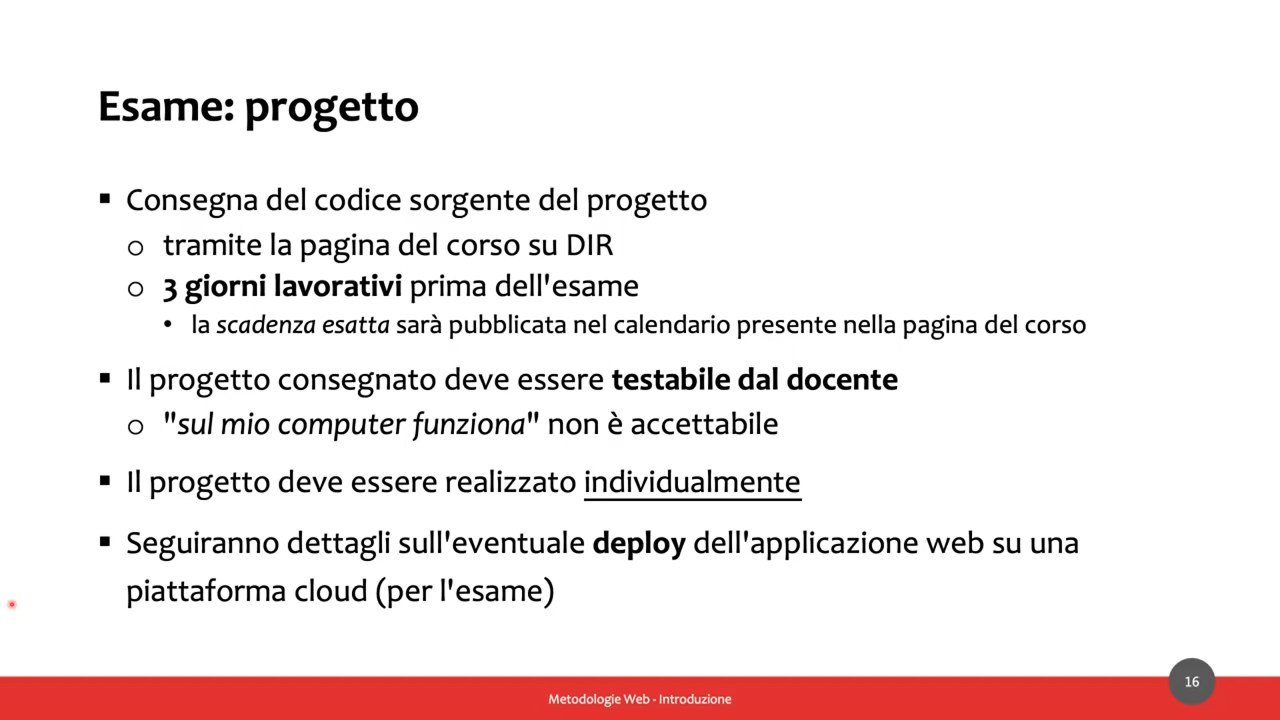 Esame: progetto
▪ Consegna del codice sorgente del progetto
o tramite la pagina del corso su DIR
o 3 giorni lavorativi prima dell'esame
• la scadenza esatta sarà pubblicata nel calendario presente nella pagina del corso
▪ Il progetto consegnato deve essere testabile dal docente
o "sul mio computer funziona" non è accettabile
▪ Il progetto deve essere realizzato individualmente
▪ Seguiranno dettagli sull'eventuale deploy dell'applicazione web su una
piattaforma cloud (per l'esame)
16
Metodologie Web - Introduzione